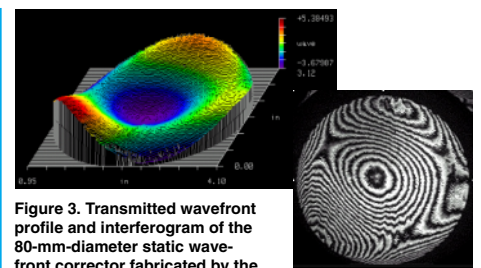 +5.38493
wave
-3.67987
3.12
in
0.00
0.95
in
4.10
Figure 3. Transmitted wavefront
profile and interferogram of the
80-mm-diameter static wave-
front corrector fabricated by the